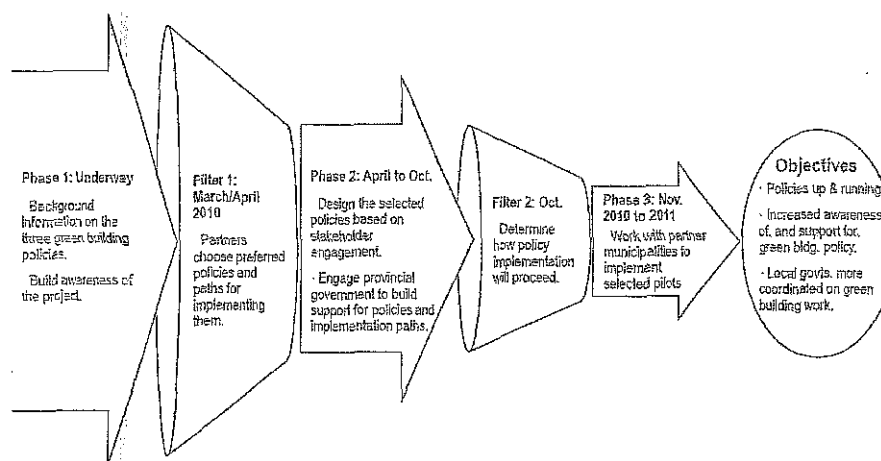 Phase 1: Underway
Background
information on the
three green building
policies.
Build awareness of
the project.
Filter 1:
March/April
2010
Partners
choose preferred
policies and
paths for
implementing
them.
Phase 2: April to Oct.
Design the selected
policies based on
stakeholder
engagement.
· Engage provincial
government to build
support for policies and
implementation paths.
Filter 2: Oct.
Determine
how policy
implementation
will proceed.
Phase 3: Nov.
2010 to 2011
Work with partner
municipalities to
implement
selected pilots
Objectives
· Policies up & running
· Increased awareness
of, and support for,
green bldg. policy.
· Local govts. more
coordinated on green
building work.